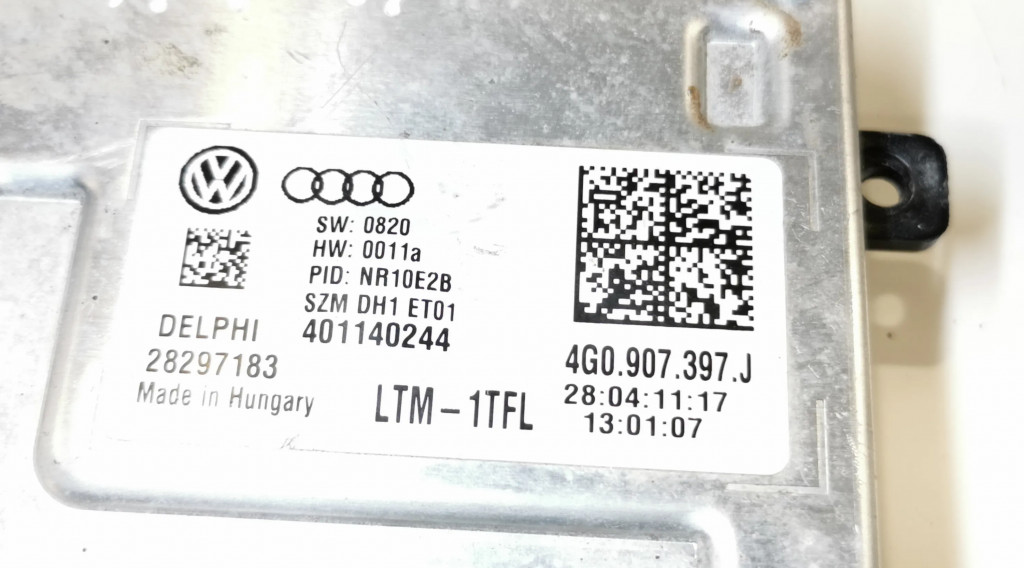 SW: 0820
HW: 0011a
PID: NR10E2B
SZM DH1 ET01
401140244
DELPHI
28297183
Made in Hungary
LTM-1TFL
4G0.907.397.J
28:04:11:17
13:01:07